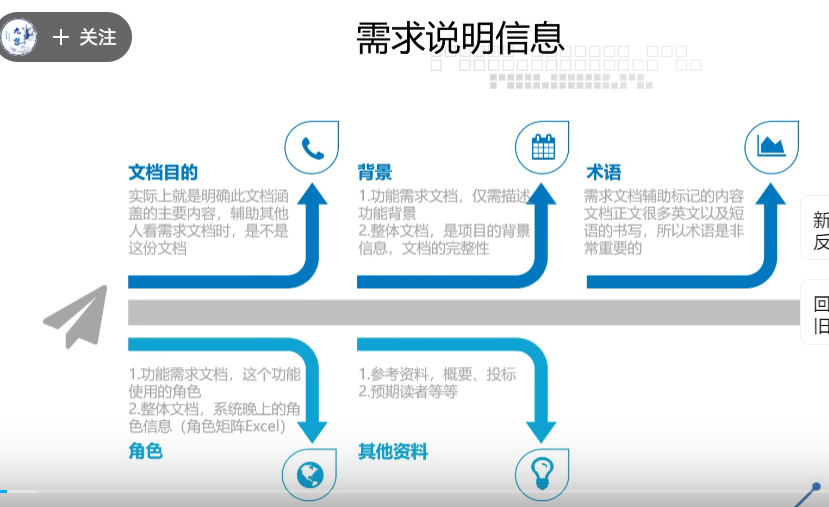 九黎
关注
需求说明信息
文档目的
实际上就是明确此文档涵
盖的主要内容，辅助其他
人看需求文档时，是不是
这份文档
背景
1.功能需求文档，仅需描述
功能背景
2.整体文档，是项目的背景
信息，文档的完整性
术语
需求文档辅助标记的内容
文档正文很多英文以及短
语的书写，所以术语是非
常重要的
新
反
回
旧
1.功能需求文档，这个功能
使用的角色
2.整体文档，系统晚上的角
色信息（角色矩阵Excel）
角色
1.参考资料，概要、投标
2.预期读者等等
其他资料